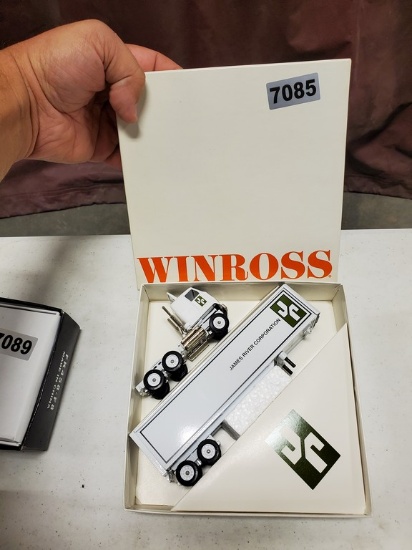 7085
WINROSS
JAMES RIVER CORPORATION
7089